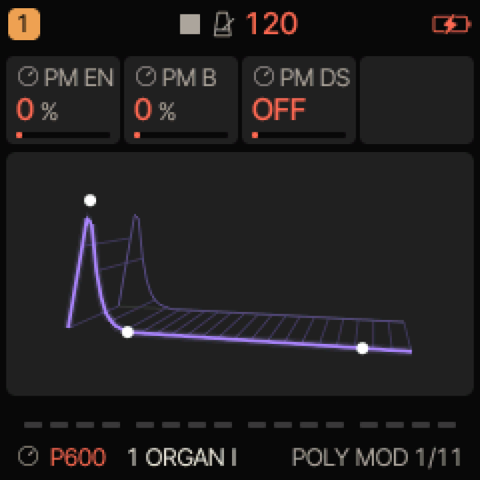 1 120
PM EN PM B PM DS
0 % 0 % OFF
P600 1 ORGAN I POLY MOD 1/11